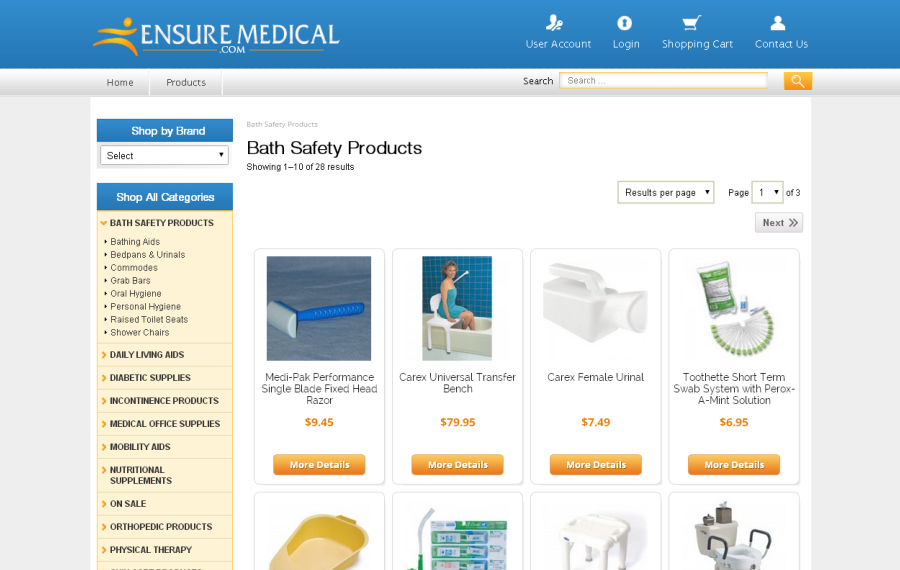 ENSURE MEDICAL
.COM
User Account
Login
Shopping Cart
Contact Us
Home
Products
Search
Search ...
Shop by Brand
Select
Shop All Categories
BATH SAFETY PRODUCTS
Bathing Aids
Bedpans & Urinals
Commodes
Grab Bars
Oral Hygiene
Personal Hygiene
Raised Toilet Seats
Shower Chairs
DAILY LIVING AIDS
DIABETIC SUPPLIES
INCONTINENCE PRODUCTS
MEDICAL OFFICE SUPPLIES
MOBILITY AIDS
NUTRITIONAL
SUPPLEMENTS
ON SALE
ORTHOPEDIC PRODUCTS
PHYSICAL THERAPY
Bath Safety Products
Bath Safety Products
Showing 1–10 of 28 results
Results per page
Page 1 of 3
Next
Medi-Pak Performance
Single Blade Fixed Head
Razor
$9.45
More Details
Carex Universal Transfer
Bench
$79.95
More Details
Carex Female Urinal
$7.49
More Details
Toothette Short Term
Swab System with Perox-
A-Mint Solution
$6.95
More Details